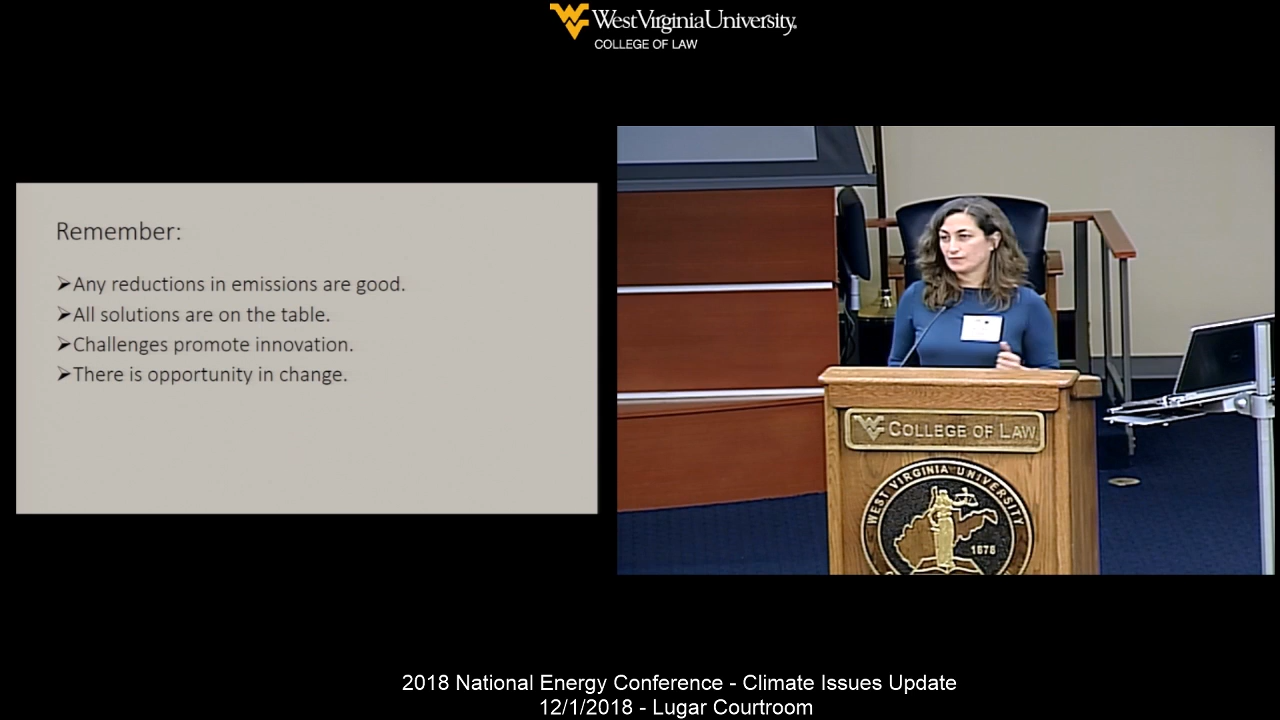 West Virginia University.
COLLEGE OF LAW
Remember:
➢Any reductions in emissions are good.
➢All solutions are on the table.
➢Challenges promote innovation.
➢There is opportunity in change.
COLLEGE OF LAW
WEST VIRGINIA UNIVERSITY
1878
2018 National Energy Conference - Climate Issues Update
12/1/2018 - Lugar Courtroom